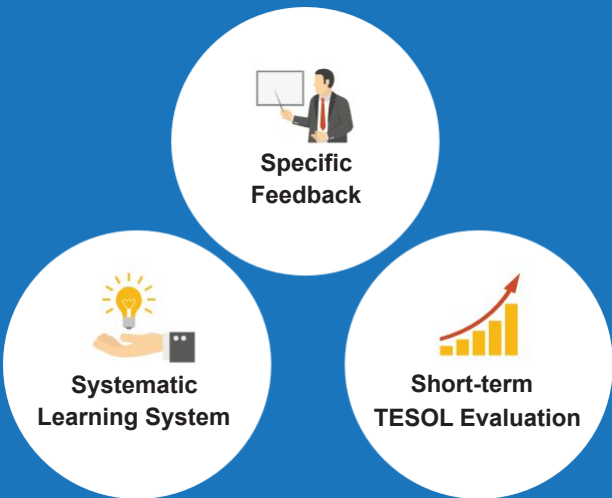 Specific
Feedback
Systematic
Learning System
Short-term
TESOL Evaluation